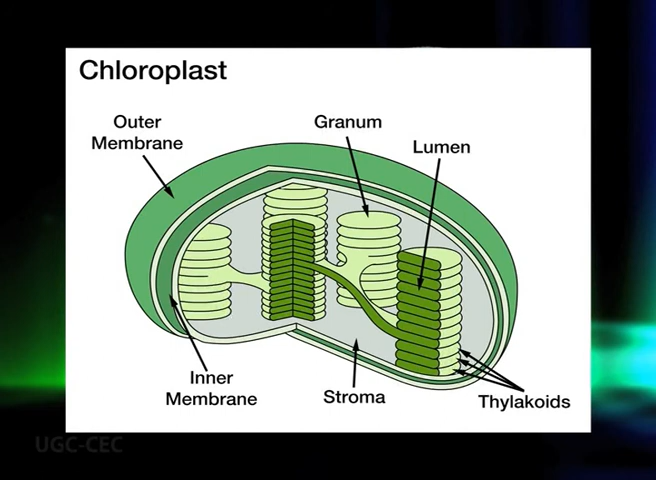 Chloroplast
Outer
Membrane
Granum
Lumen
Inner
Membrane
Stroma
Thylakoids
UGC-CEC